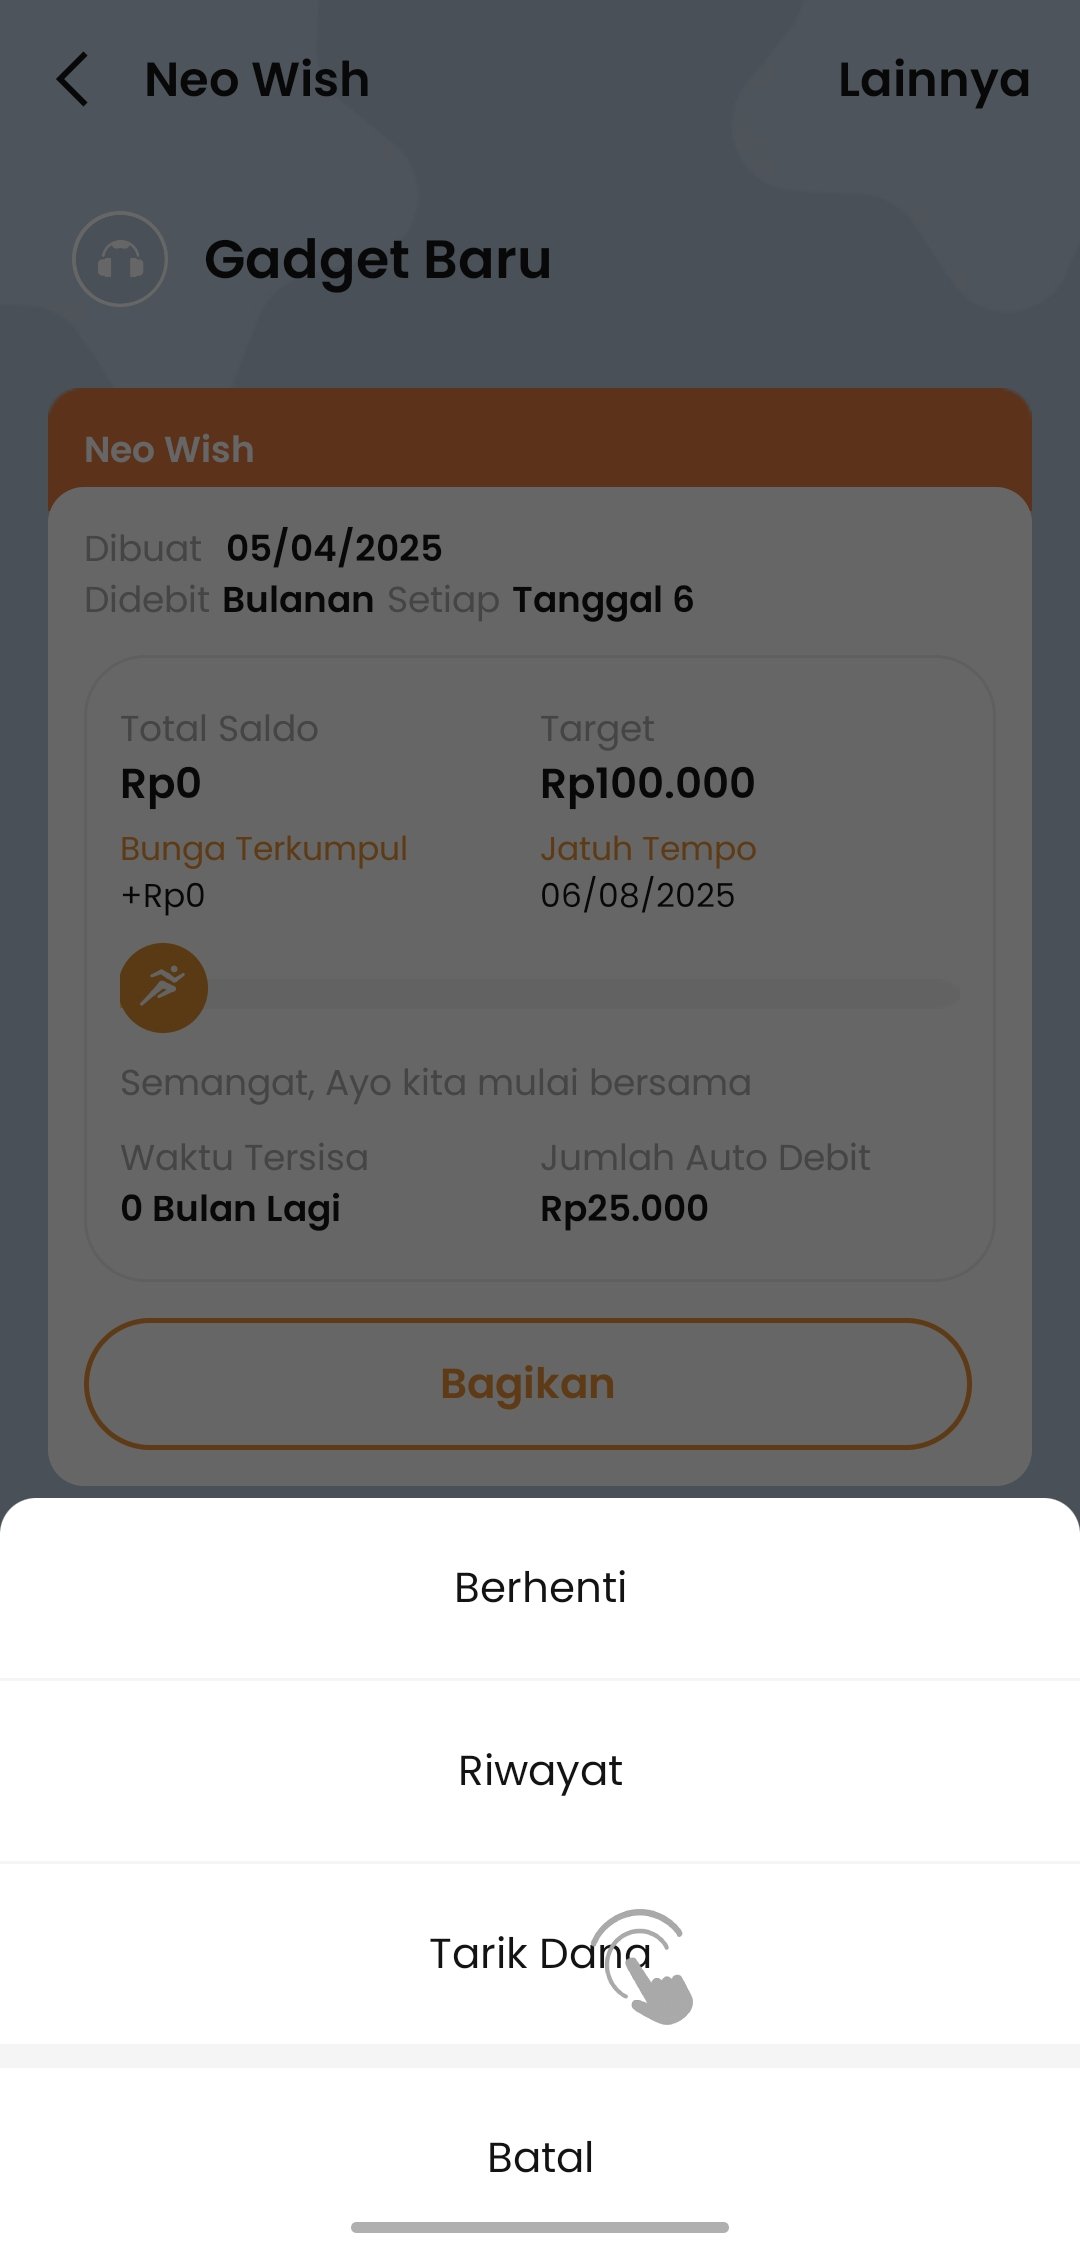 Neo Wish
Lainnya
Gadget Baru
Neo Wish
Dibuat 05/04/2025
Didebit Bulanan Setiap Tanggal 6
Total Saldo
Target
Rp0
Rp100.000
Bunga Terkumpul
Jatuh Tempo
+Rp0
06/08/2025
Semangat, Ayo kita mulai bersama
Waktu Tersisa
Jumlah Auto Debit
0 Bulan Lagi
Rp25.000
Bagikan
Berhenti
Riwayat
Tarik Dana
Batal